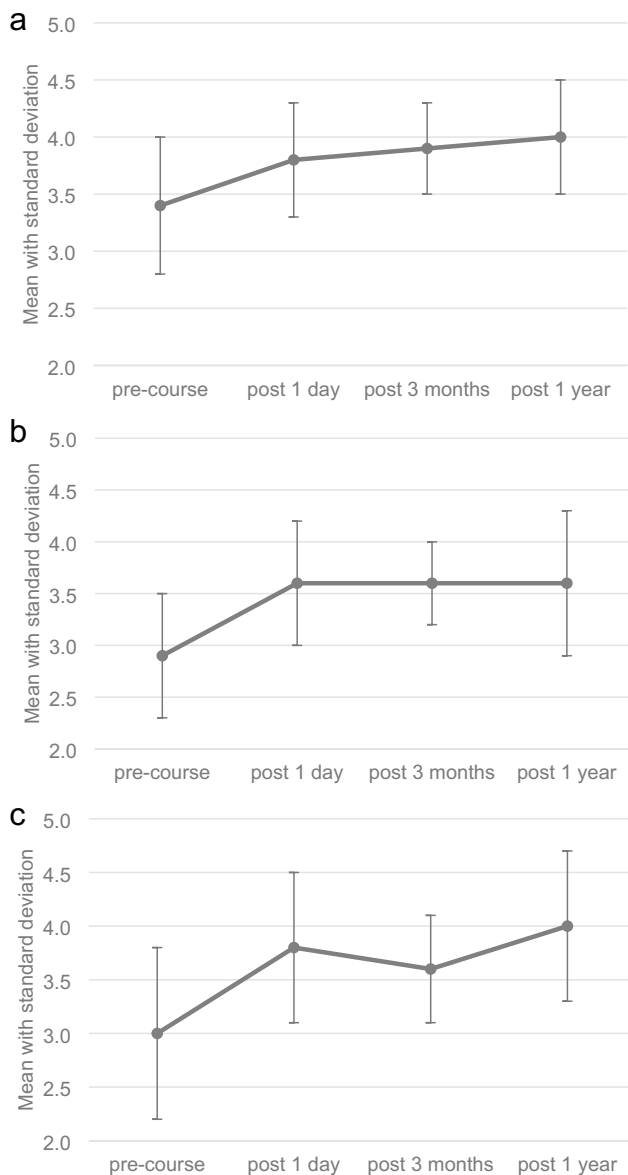 a
Mean with standard deviation
5.0
4.5
4.0
3.5
3.0
2.5
2.0
pre-course post 1 day post 3 months post 1 year
b
Mean with standard deviation
5.0
4.5
4.0
3.5
3.0
2.5
2.0
pre-course post 1 day post 3 months post 1 year
c
Mean with standard deviation
5.0
4.5
4.0
3.5
3.0
2.5
2.0
pre-course post 1 day post 3 months post 1 year